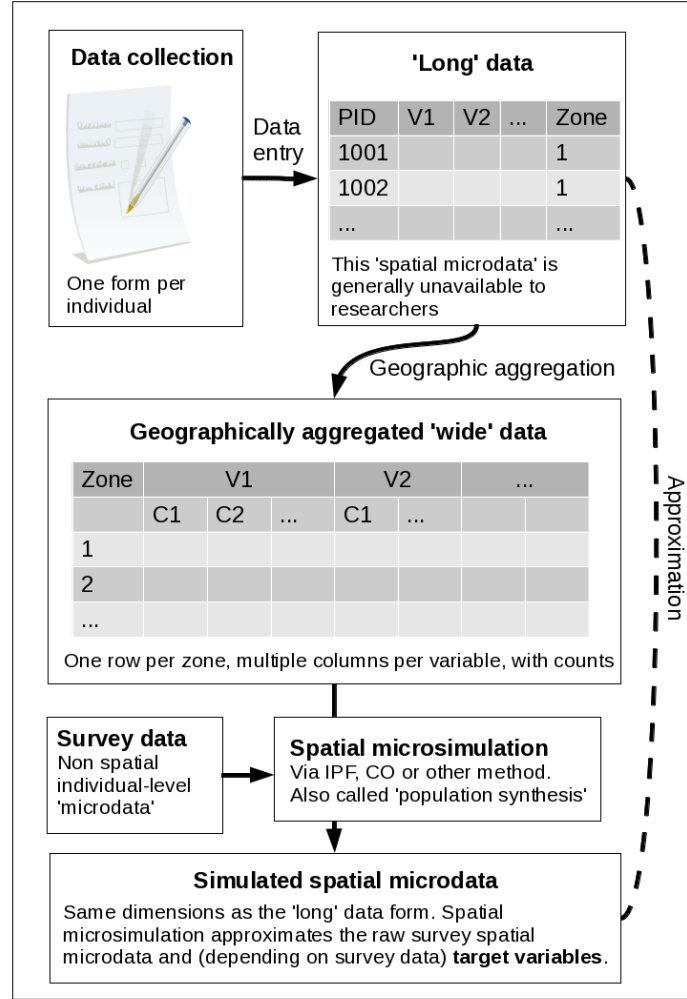 Data collection
One form per
individual
Data
entry
'Long' data
PID V1 V2 ... Zone
1001 1
1002 1
... ...
This 'spatial microdata' is
generally unavailable to
researchers
Geographic aggregation
Geographically aggregated 'wide' data
Zone V1 V2 ...
C1 C2 ... C1 ...
1
2
...
One row per zone, multiple columns per variable, with counts
Approximation
Survey data
Non spatial
individual-level
'microdata'
Spatial microsimulation
Via IPF, CO or other method.
Also called 'population synthesis'
Simulated spatial microdata
Same dimensions as the 'long' data form. Spatial
microsimulation approximates the raw survey spatial
microdata and (depending on survey data) target variables.